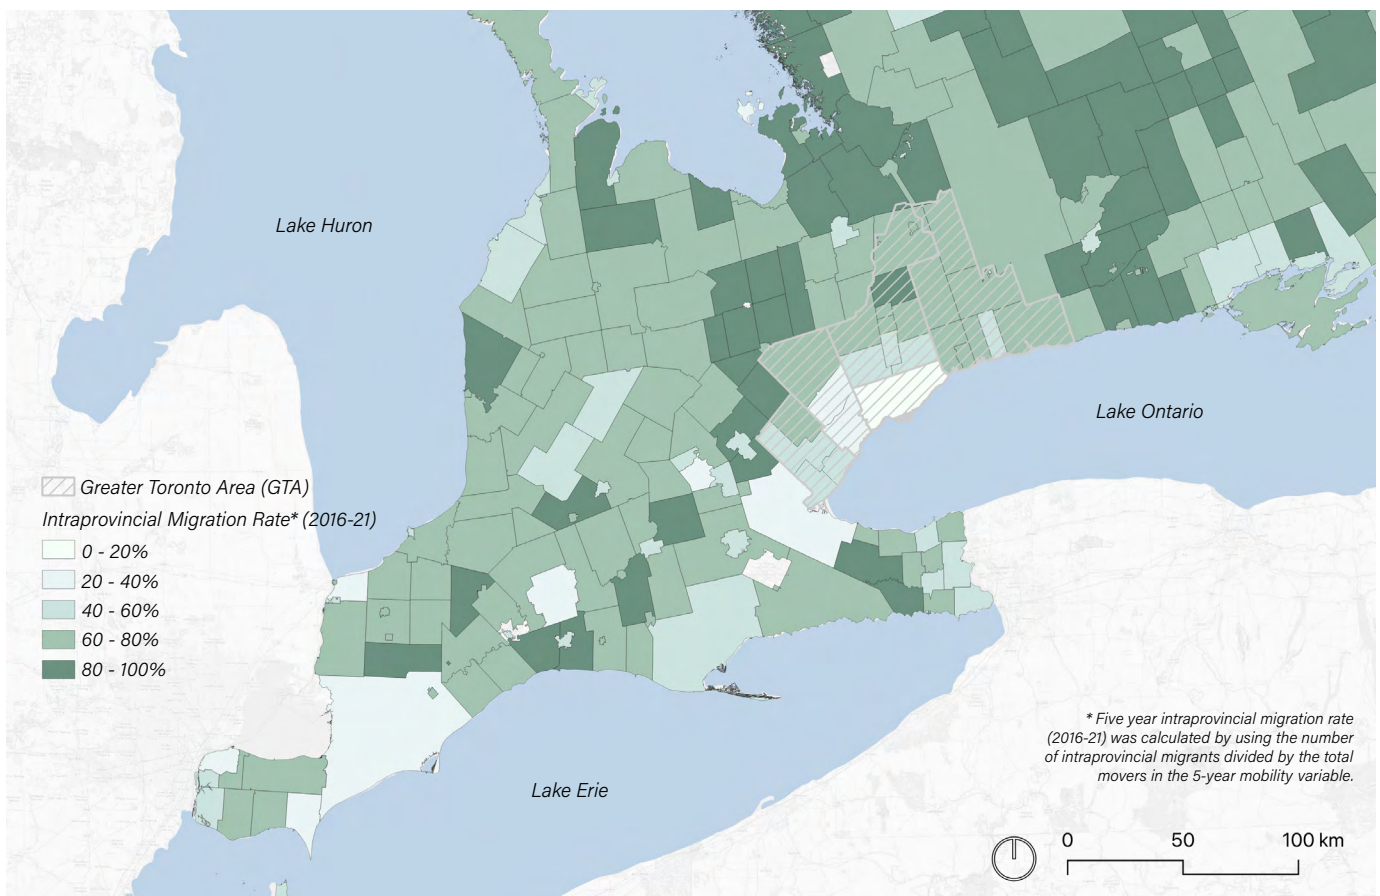 Lake Huron
Lake Ontario
Greater Toronto Area (GTA)
Intraprovincial Migration Rate* (2016-21)
0 - 20%
20 - 40%
40 - 60%
60 - 80%
80 - 100%
* Five year intraprovincial migration rate
(2016-21) was calculated by using the number
of intraprovincial migrants divided by the total
movers in the 5-year mobility variable.
Lake Erie
0 50 100 km